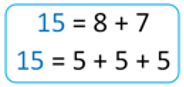 15 = 8 + 7
15 = 5 + 5 + 5